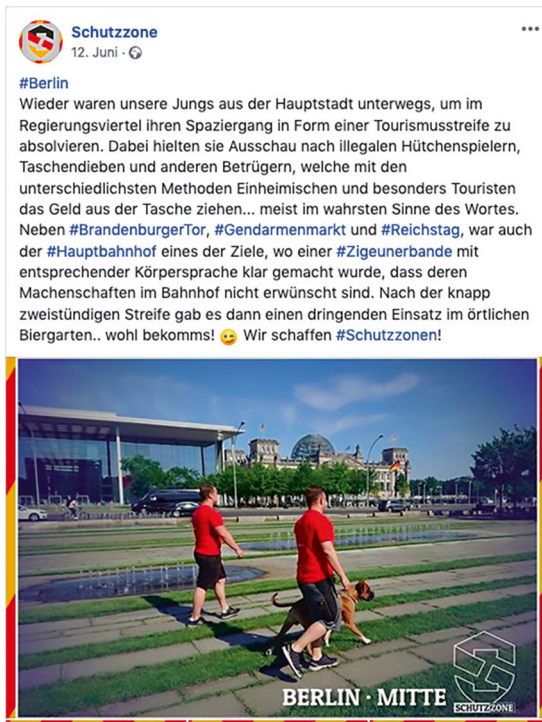 Schutzzone
12. Juni ·
#Berlin
Wieder waren unsere Jungs aus der Hauptstadt unterwegs, um im
Regierungsviertel ihren Spaziergang in Form einer Tourismusstreife zu
absolvieren. Dabei hielten sie Ausschau nach illegalen Hütchenspielern,
Taschendieben und anderen Betrügern, welche mit den
unterschiedlichsten Methoden Einheimischen und besonders Touristen
das Geld aus der Tasche ziehen... meist im wahrsten Sinne des Wortes.
Neben #BrandenburgerTor, #Gendarmenmarkt und #Reichstag, war auch
der #Hauptbahnhof eines der Ziele, wo einer #Zigeunerbande mit
entsprechender Körpersprache klar gemacht wurde, dass deren
Machenschaften im Bahnhof nicht erwünscht sind. Nach der knapp
zweistündigen Streife gab es dann einen dringenden Einsatz im örtlichen
Biergarten.. wohl bekomms! 😉 Wir schaffen #Schutzzonen!
BERLIN · MITTE
SCHUTZZONE